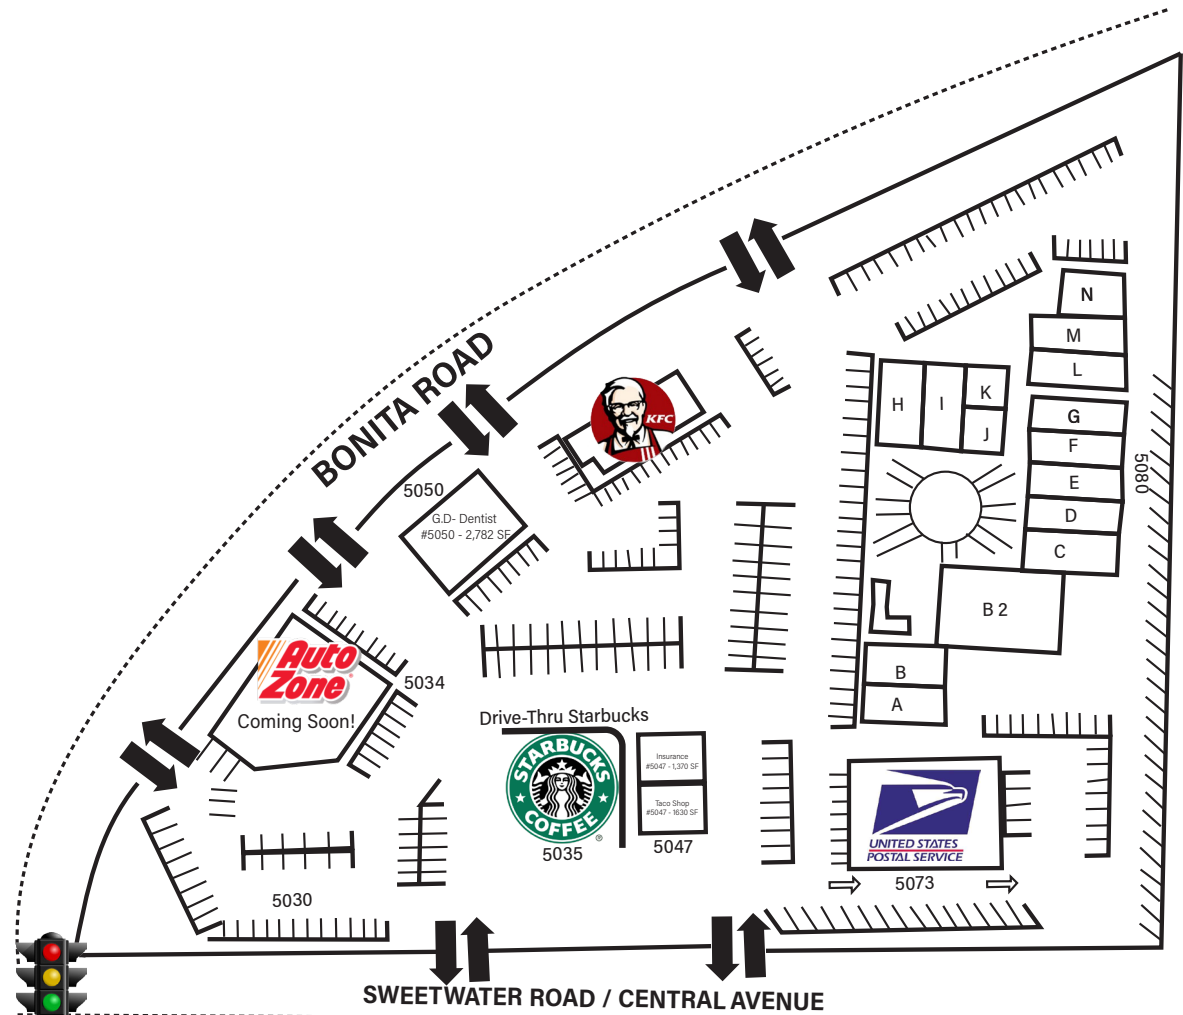 BONITA ROAD
KFC
N
M
L
K
H
I
J
G
F
E
D
C
5080
5050
G.D- Dentist
#5050 - 2,782 SF
B 2
B
A
Auto
Zone
Coming Soon!
5034
Drive-Thru Starbucks
STARBUCKS
COFFEE
®
5035
Insurance
#5047 - 1,370 SF
Taco Shop
#5047 - 1630 SF
5047
UNITED STATES
POSTAL SERVICE
5073
5030
SWEETWATER ROAD / CENTRAL AVENUE